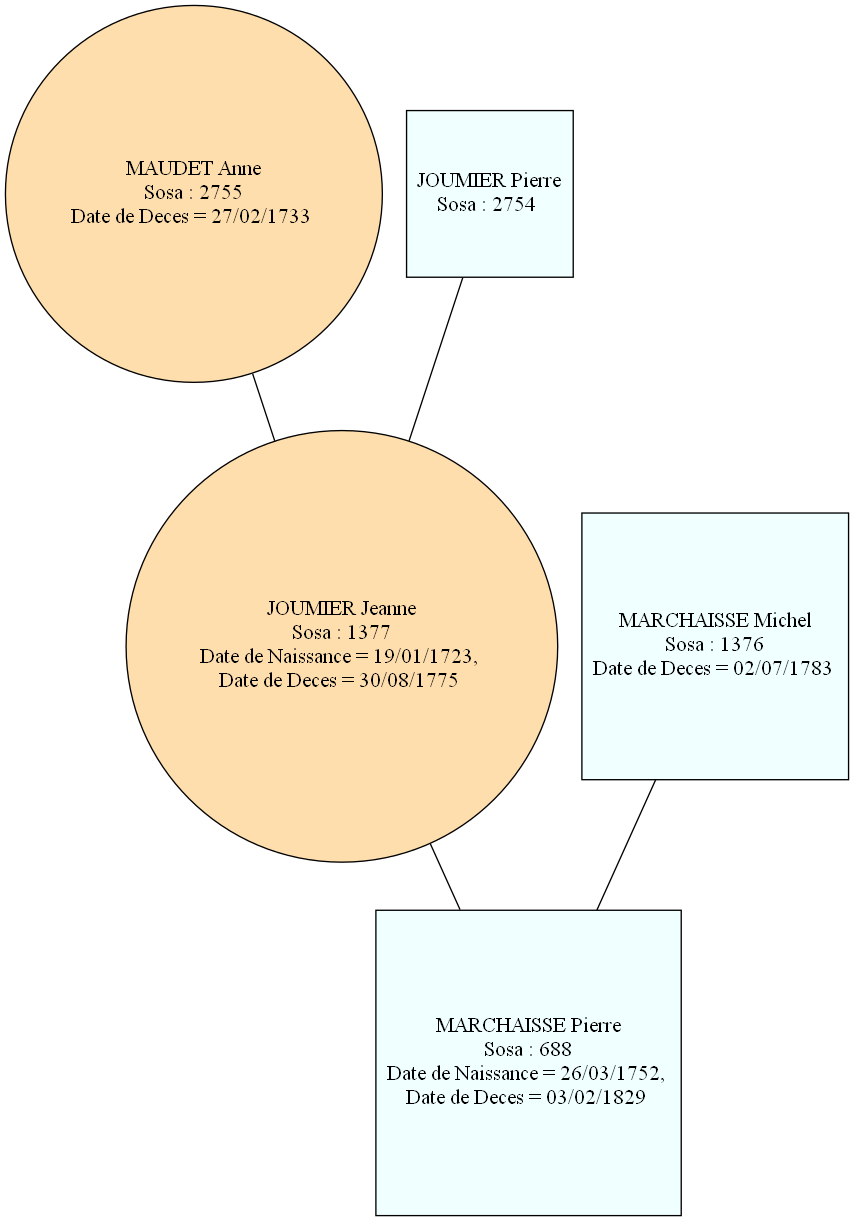 MAUDET Anne
Sosa : 2755
Date de Deces = 27/02/1733
JOUMIER Pierre
Sosa : 2754
JOUMIER Jeanne
Sosa : 1377
Date de Naissance = 19/01/1723,
Date de Deces = 30/08/1775
MARCHAISSE Michel
Sosa : 1376
Date de Deces = 02/07/1783
MARCHAISSE Pierre
Sosa : 688
Date de Naissance = 26/03/1752,
Date de Deces = 03/02/1829